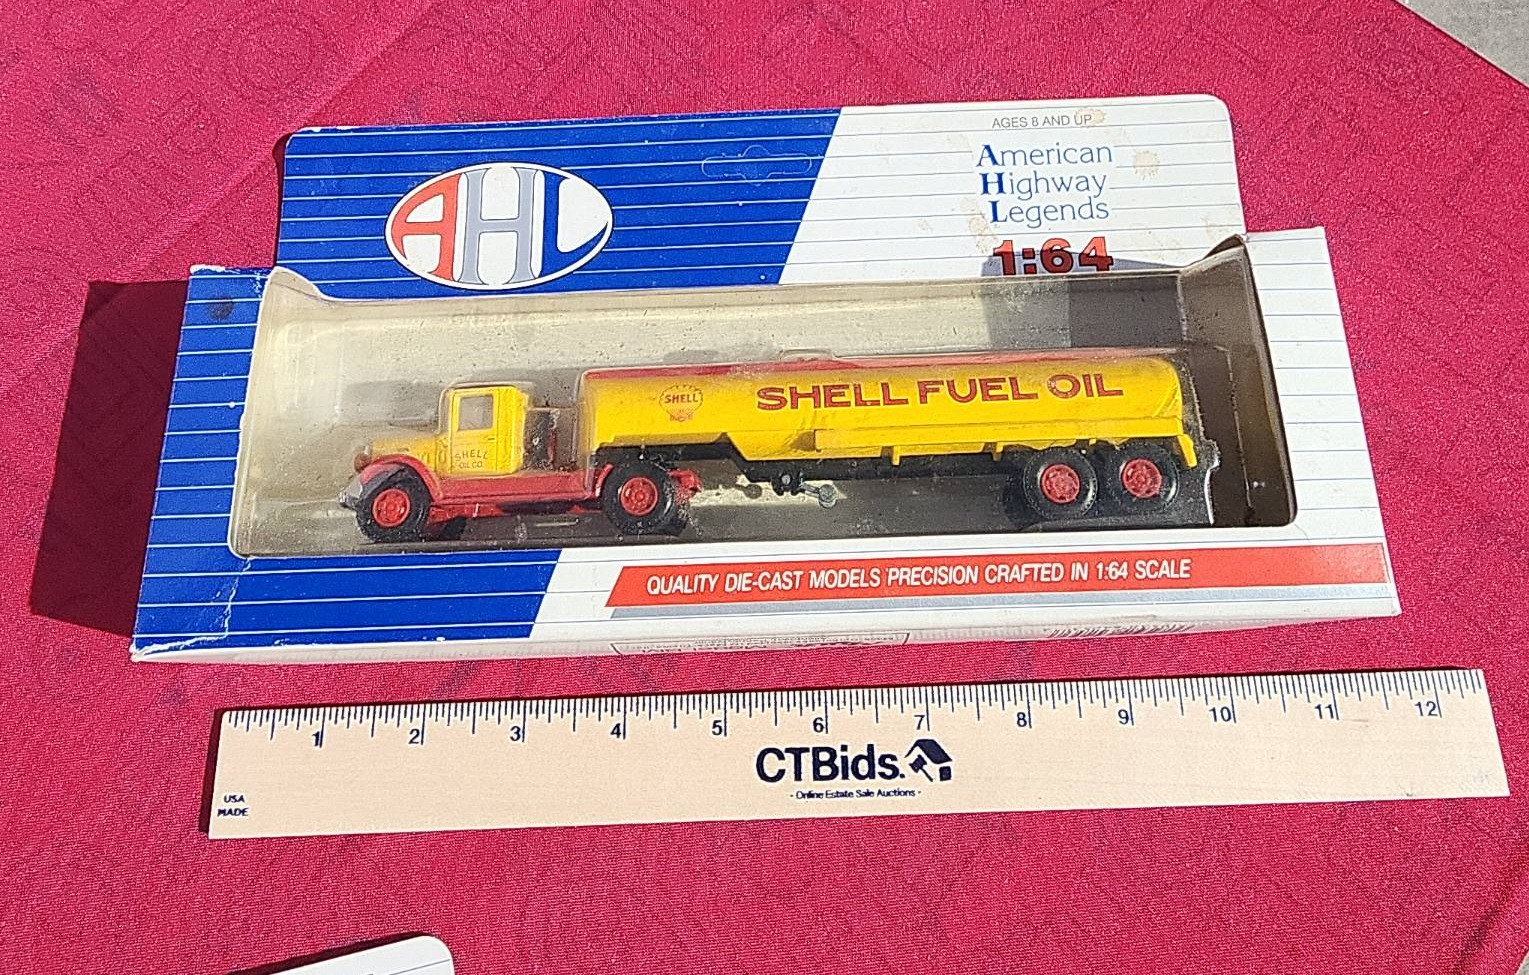 AGES 8 AND UP
AHL
American
Highway
Legends
1:64
SHELL
SHELL FUEL OIL
SHELL
OIL CO.
QUALITY DIE-CAST MODELS PRECISION CRAFTED IN 1:64 SCALE
1 2 3 4 5 6 7 8 9 10 11 12
CTBids.
- Online Estate Sale Auctions -
USA
MADE